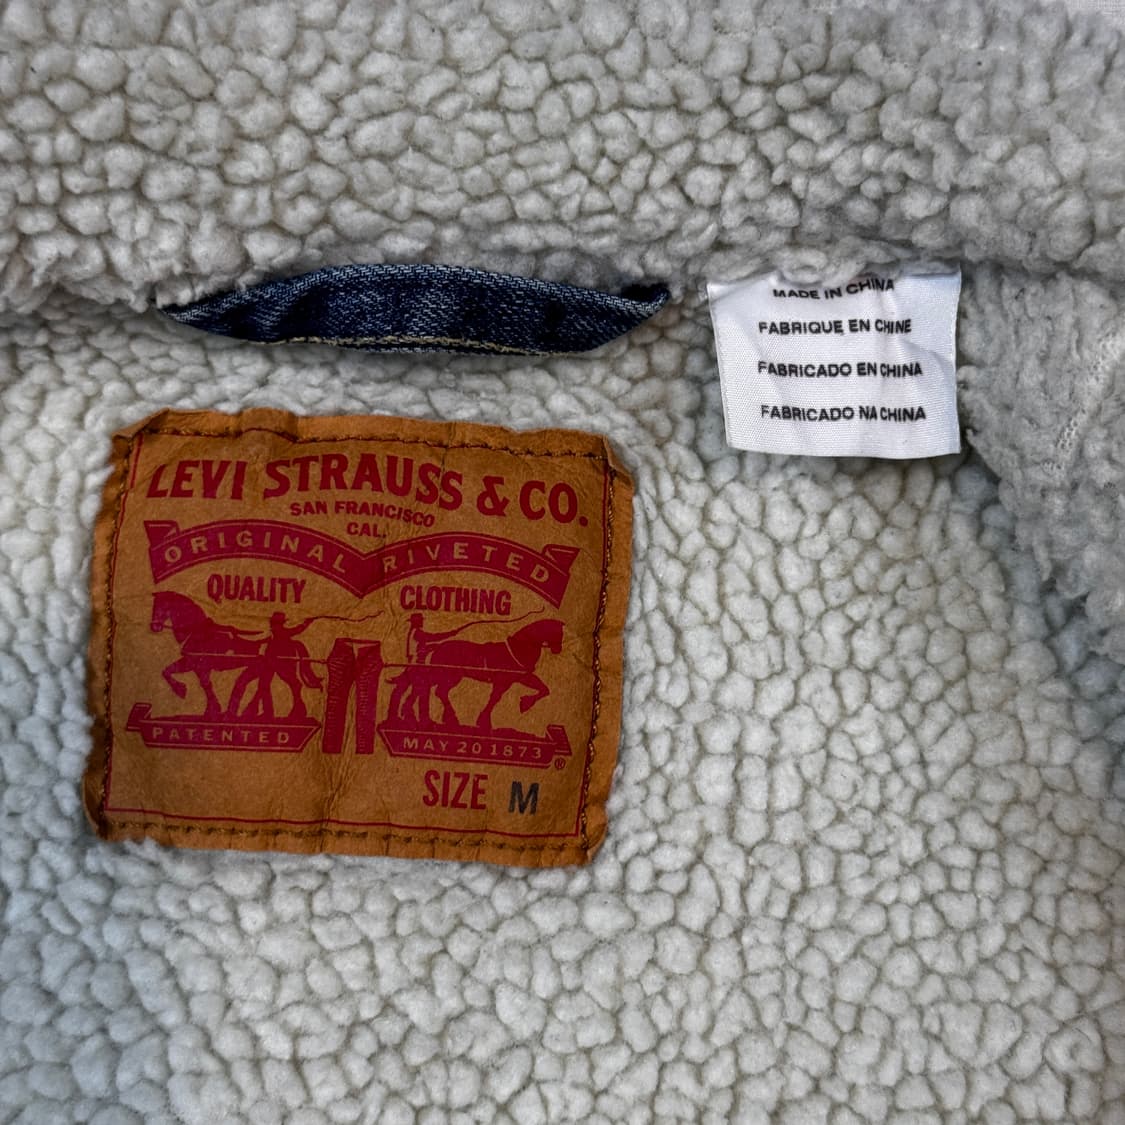 MADE IN CHINA
FABRIQUE EN CHINE
FABRICADO EN CHINA
FABRICADO NA CHINA
LEVI STRAUSS & CO.
SAN FRANCISCO
CAL.
ORIGINAL RIVETED
QUALITY CLOTHING
PATENTED MAY 20 1873 ®
SIZE M